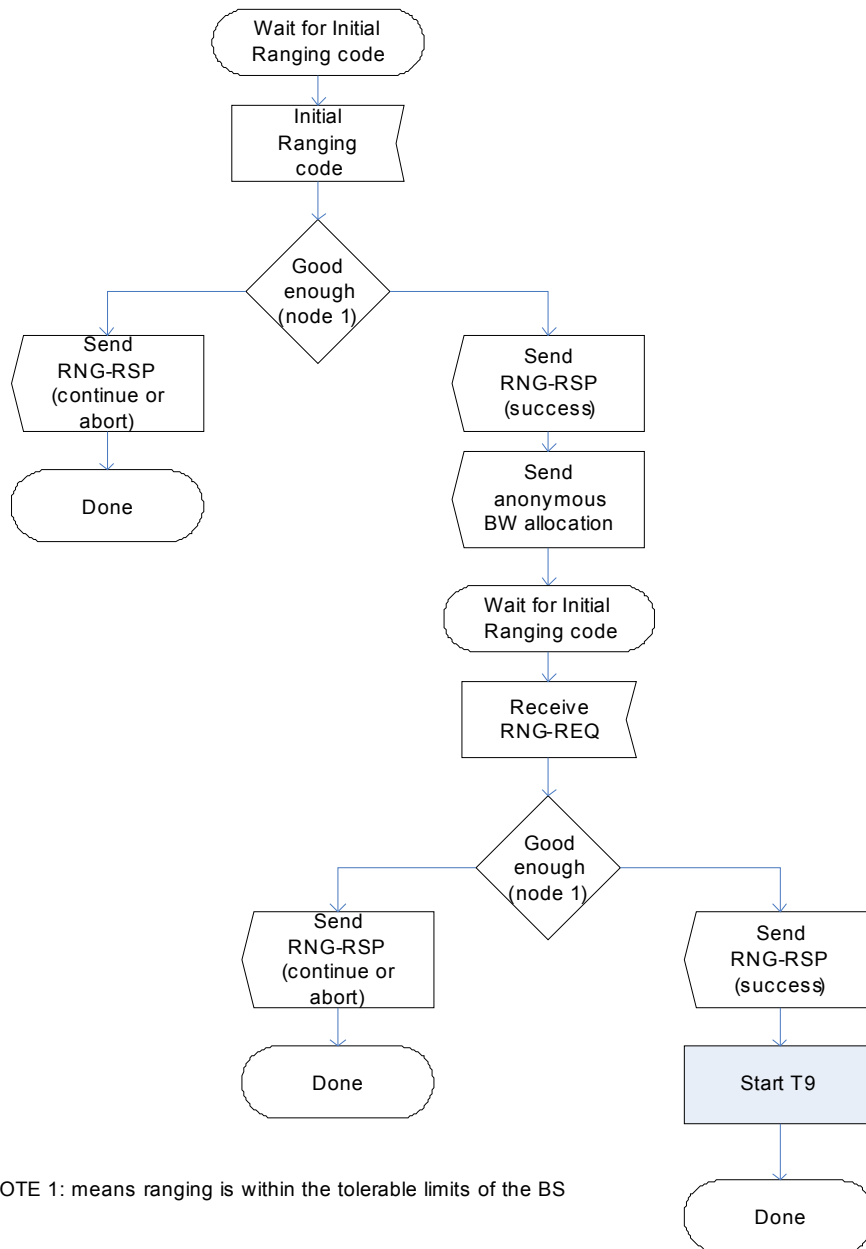 Wait for Initial
Ranging code
Initial
Ranging
code
Good
enough
(node 1)
Send
RNG-RSP
(continue or
abort)
Send
RNG-RSP
(success)
Done
Send
anonymous
BW allocation
Wait for Initial
Ranging code
Receive
RNG-REQ
Good
enough
(node 1)
Send
RNG-RSP
(continue or
abort)
Send
RNG-RSP
(success)
Done
Start T9
OTE 1: means ranging is within the tolerable limits of the BS
Done